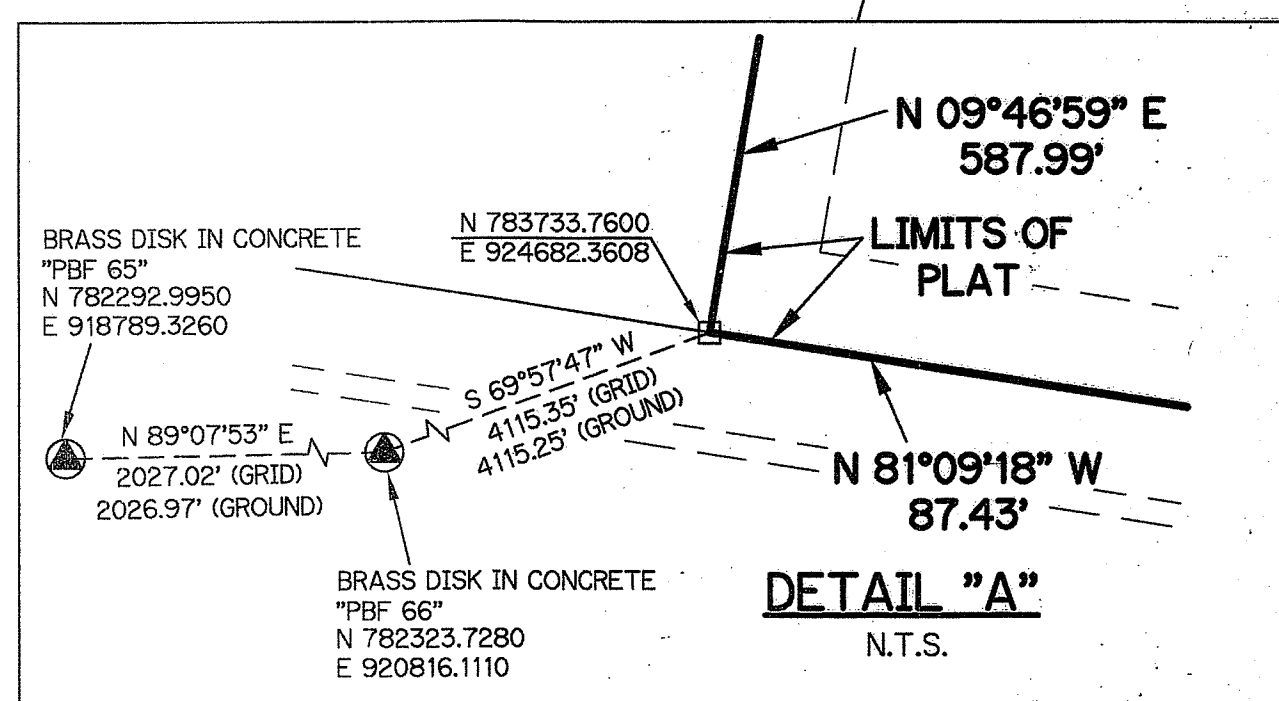 N 09°46'59" E
587.99'
LIMITS OF
PLAT
N 783733.7600
E 924682.3608
BRASS DISK IN CONCRETE
"PBF 65"
N 782292.9950
E 918789.3260
S 69°57'47" W
4115.35' (GRID)
4115.25' (GROUND)
N 89°07'53" E
2027.02' (GRID)
2026.97' (GROUND)
N 81°09'18" W
87.43'
BRASS DISK IN CONCRETE
"PBF 66"
N 782323.7280
E 920816.1110
DETAIL "A"
N.T.S.